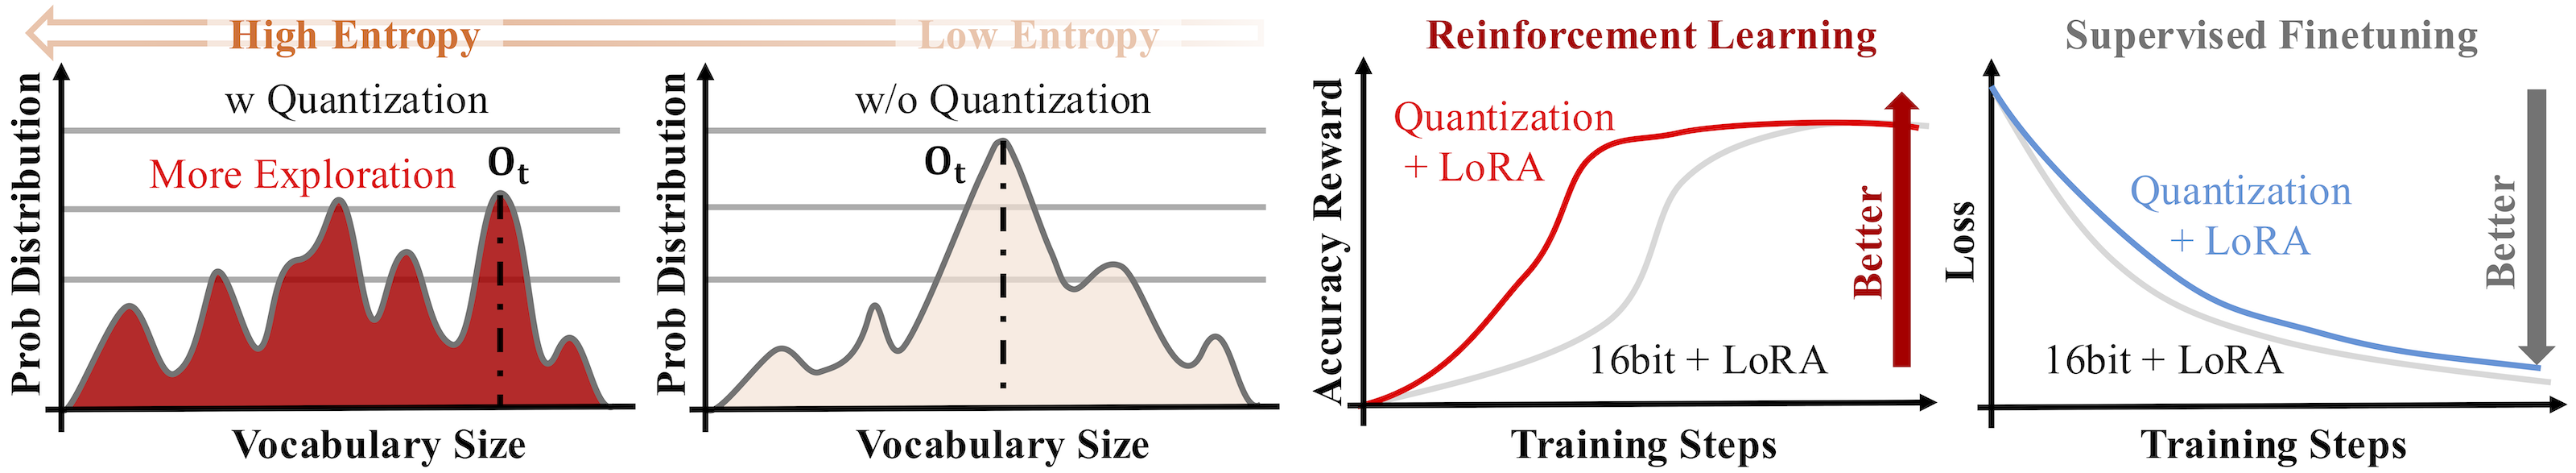 High Entropy
Low Entropy
Prob Distribution
w Quantization
More Exploration
Ot
Vocabulary Size
Prob Distribution
w/o Quantization
Ot
Vocabulary Size
Reinforcement Learning
Accuracy Reward
Quantization
+ LoRA
Better
16bit + LoRA
Training Steps
Supervised Finetuning
Loss
Quantization
+ LoRA
Better
16bit + LoRA
Training Steps